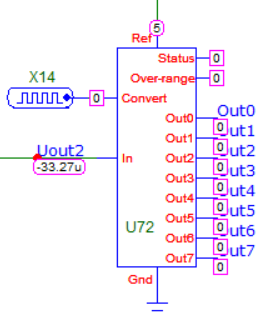 5
Ref
Status 0
Over-range 0
X14
0 Convert
Out0 Out0
0
Out1 ut1
0
Out2 ut2
0
Out3 ut3
0
Out4 ut4
0
Out5 ut5
0
Out6 ut6
0
Out7 ut7
0
Uout2
-33.27u
In
U72
Gnd